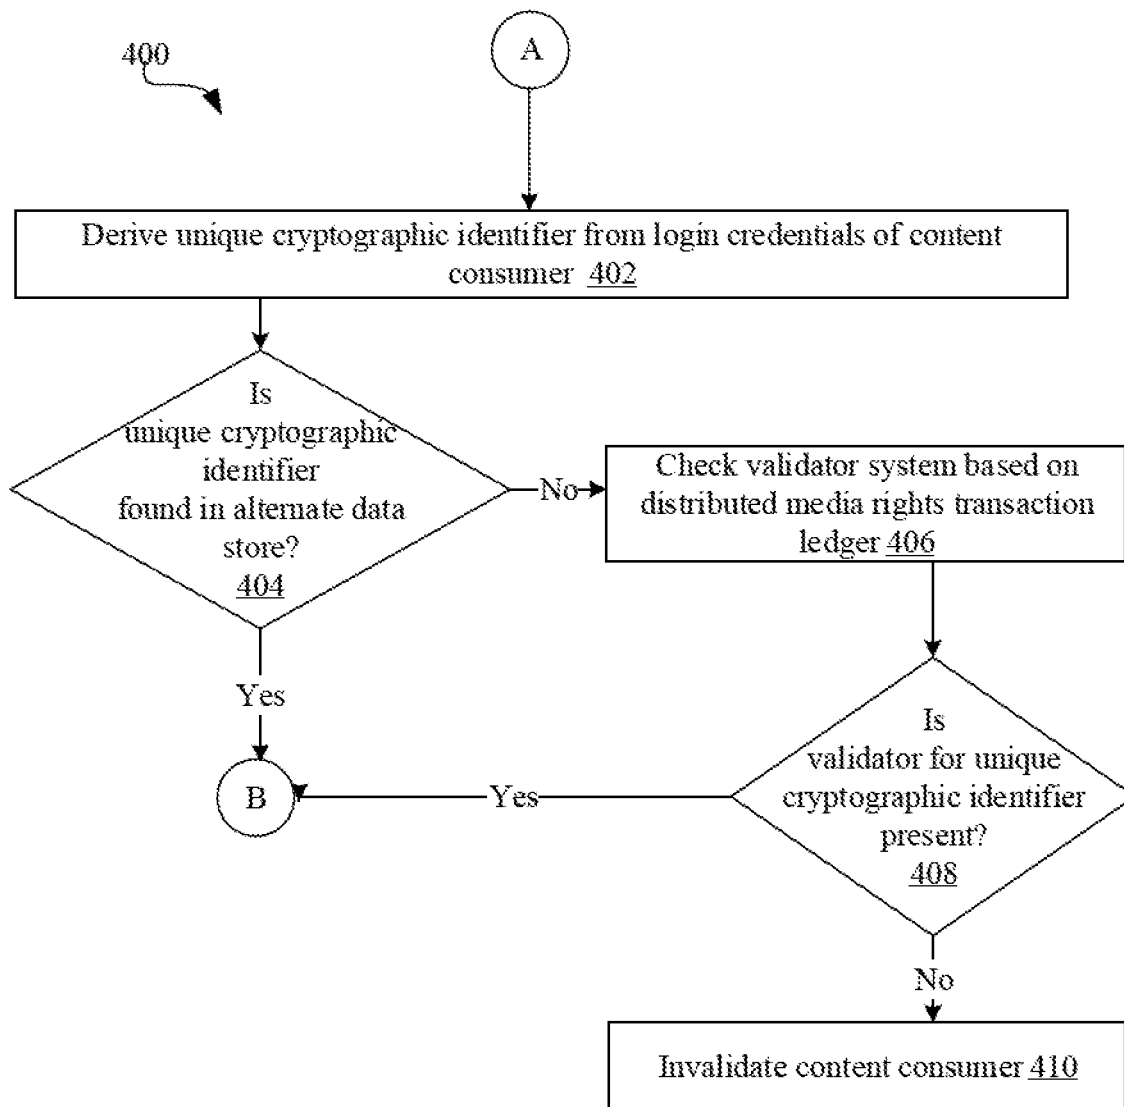 400
A
Derive unique cryptographic identifier from login credentials of content
consumer 402
Is
unique cryptographic
identifier
found in alternate data
store?
404
No
Check validator system based on
distributed media rights transaction
ledger 406
Yes
B
Is
validator for unique
cryptographic identifier
present?
408
Yes
No
Invalidate content consumer 410